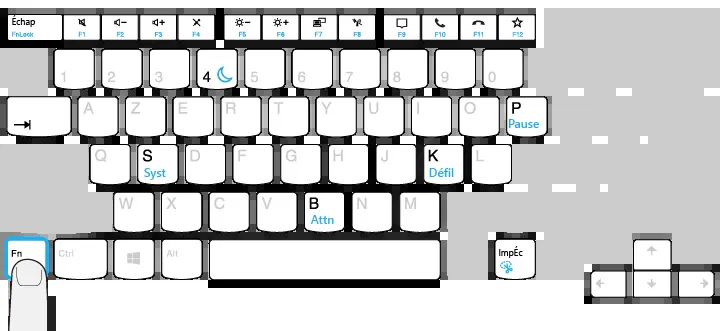 Échap
FnLock
F1 F2 F3 F4 F5 F6 F7 F8 F9 F10 F11 F12
1 2 3 4 5 6 7 8 9 0
A Z E R T Y U I O P
Pause
Q S D F G H J K L
Syst Défil
W X C V B N M
Attn
Fn Ctrl Alt ImpÉc